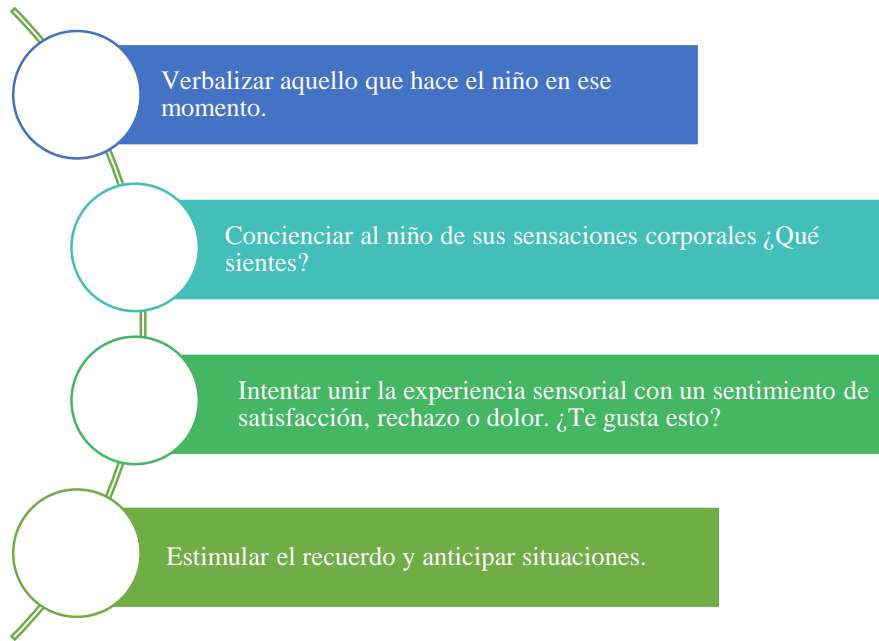 Verbalizar aquello que hace el niño en ese
momento.
Concienciar al niño de sus sensaciones corporales ¿Qué
sientes?
Intentar unir la experiencia sensorial con un sentimiento de
satisfacción, rechazo o dolor. ¿Te gusta esto?
Estimular el recuerdo y anticipar situaciones.